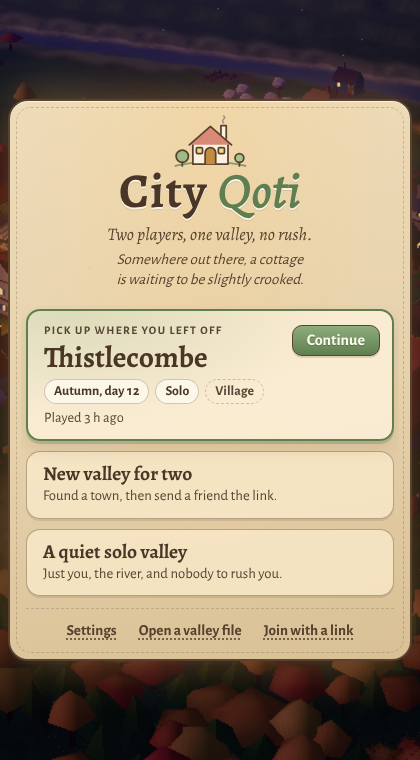 City Qoti
Two players, one valley, no rush.
Somewhere out there, a cottage
is waiting to be slightly crooked.
PICK UP WHERE YOU LEFT OFF
Continue
Thistlecombe
Autumn, day 12 Solo Village
Played 3 h ago
New valley for two
Found a town, then send a friend the link.
A quiet solo valley
Just you, the river, and nobody to rush you.
Settings Open a valley file Join with a link